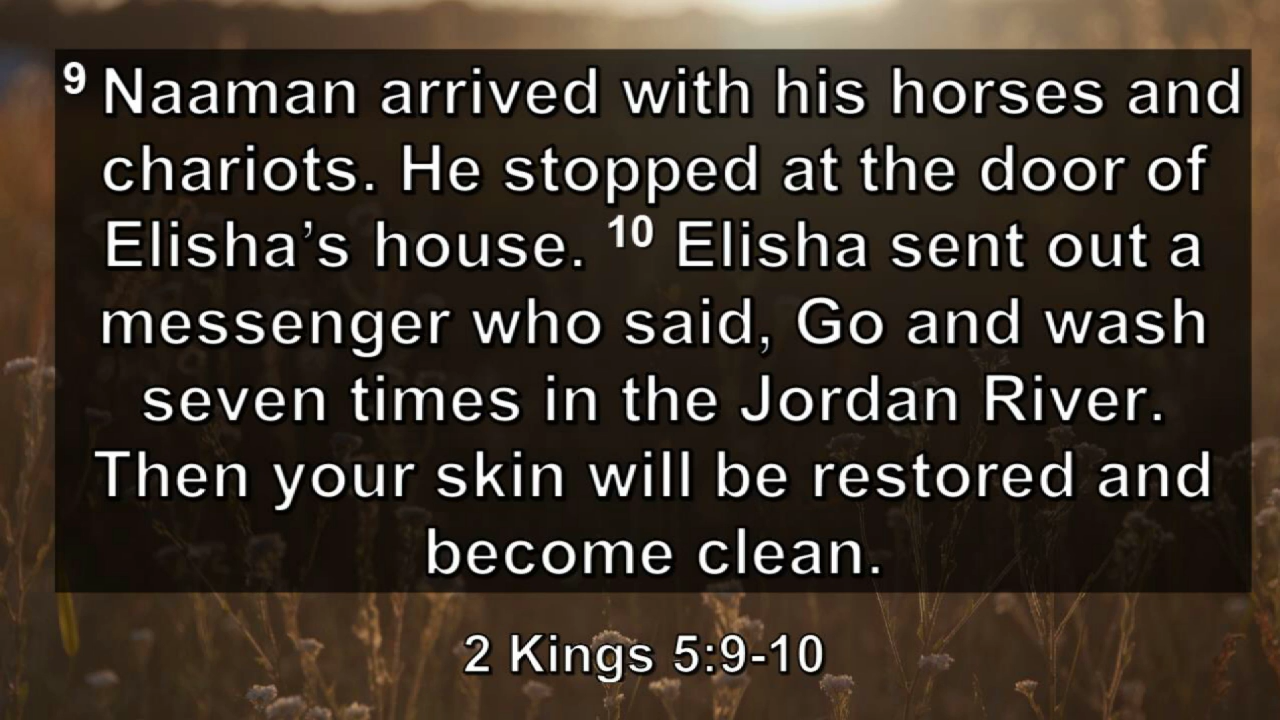 9 Naaman arrived with his horses and
chariots. He stopped at the door of
Elisha’s house. 10 Elisha sent out a
messenger who said, Go and wash
seven times in the Jordan River.
Then your skin will be restored and
become clean.
2 Kings 5:9-10